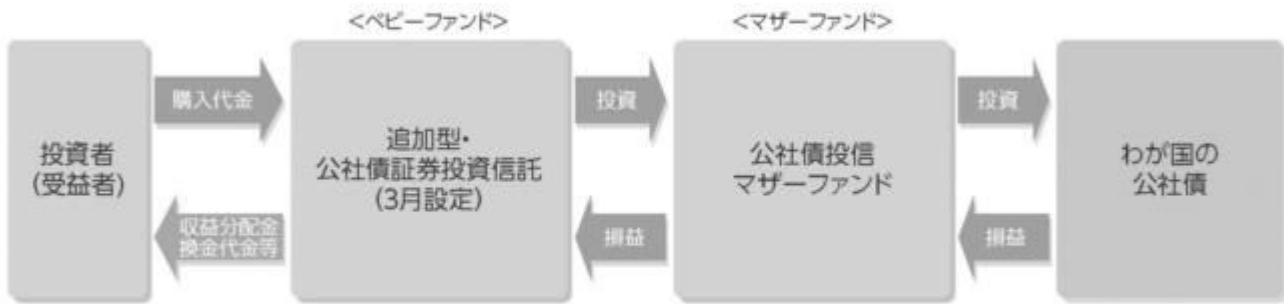 <ベビーファンド>
<マザーファンド>
投資者
(受益者)
購入代金
収益分配金
換金代金等
追加型・
公社債証券投資信託
(3月設定)
投資
損益
公社債投信
マザーファンド
投資
損益
わが国の
公社債